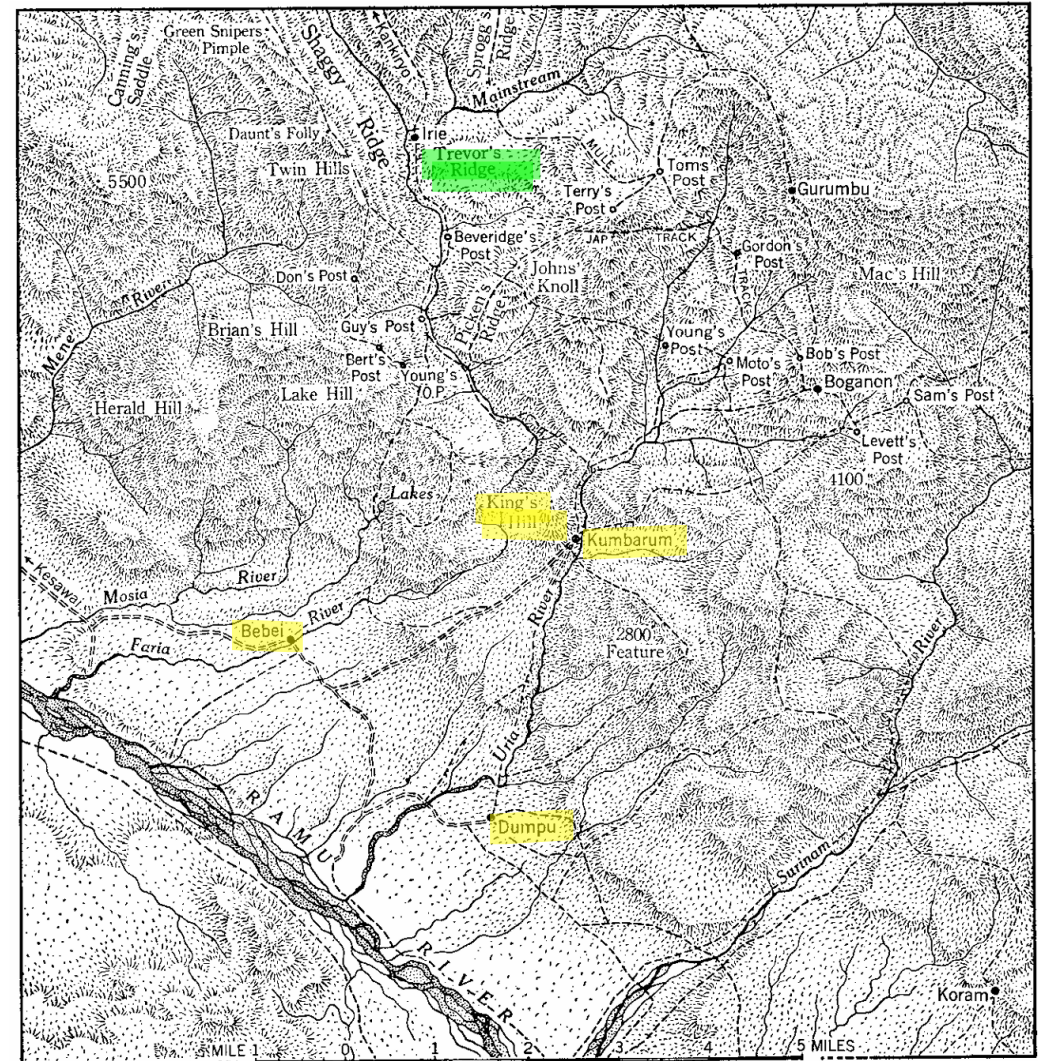 Canning's
Saddle
Green Snipers
Pimple
Shaggy
Ridge
Kankiryo
Sprogg's
Ridge
Mainstream
Irie
Daunt's Folly
Twin Hills
5500
Trevor's
Ridge
MULE
Toms
Post
Terry's
Post
Gurumbu
Beveridge's
Post
JAP TRACK
Gordon's
Post
TRACK
Mac's Hill
Johns'
Knoll
Don's Post
River
Mene
Brian's Hill
Guy's Post
Picken's
Ridge
Bert's
Post
Young's
O.P.
Young's
Post
Moto's
Post
Bob's Post
Boganon
Sam's Post
Herald Hill
Lake Hill
Levett's
Post
4100
Lakes
King's
Hill
Kumbarum
Kesawai
Mosia
River
Bebei
River
Faria
River
2800
Feature
River
Uria
RAMU
Dumpu
Surinam
RIVER
Koram
MILE 1 0 1 2 3 4 5 MILES